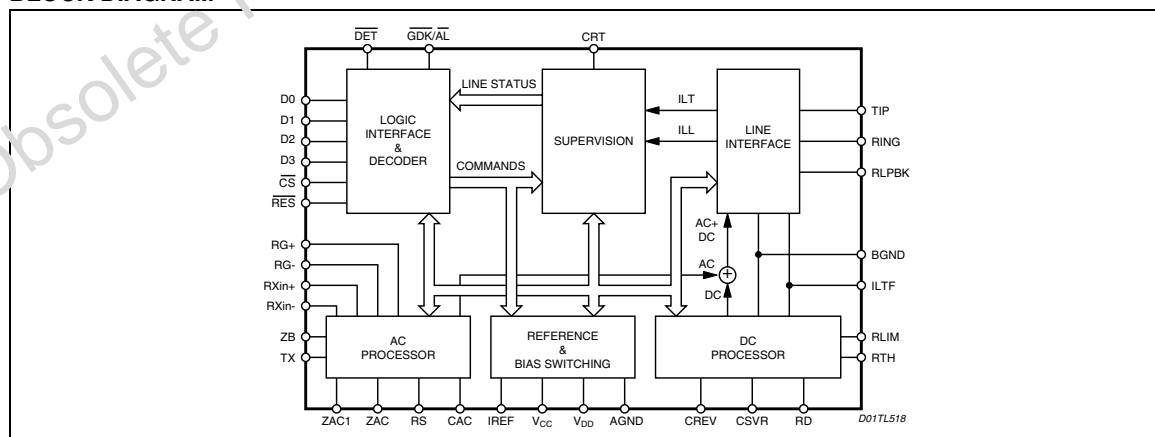 BLOCK DIAGRAM
Obsolete
DET
GDK/AL
CRT
D0
D1
D2
D3
CS
RES
LOGIC
INTERFACE
&
DECODER
LINE STATUS
COMMANDS
SUPERVISION
ILT
ILL
LINE
INTERFACE
TIP
RING
RLPBK
RG+
RG-
RXin+
RXin-
ZB
TX
AC+
DC
AC
+
DC
BGND
ILTF
AC
PROCESSOR
REFERENCE
&
BIAS SWITCHING
DC
PROCESSOR
RLIM
RTH
ZAC1
ZAC
RS
CAC
IREF
VCC
VDD
AGND
CREV
CSVR
RD
D01TL518